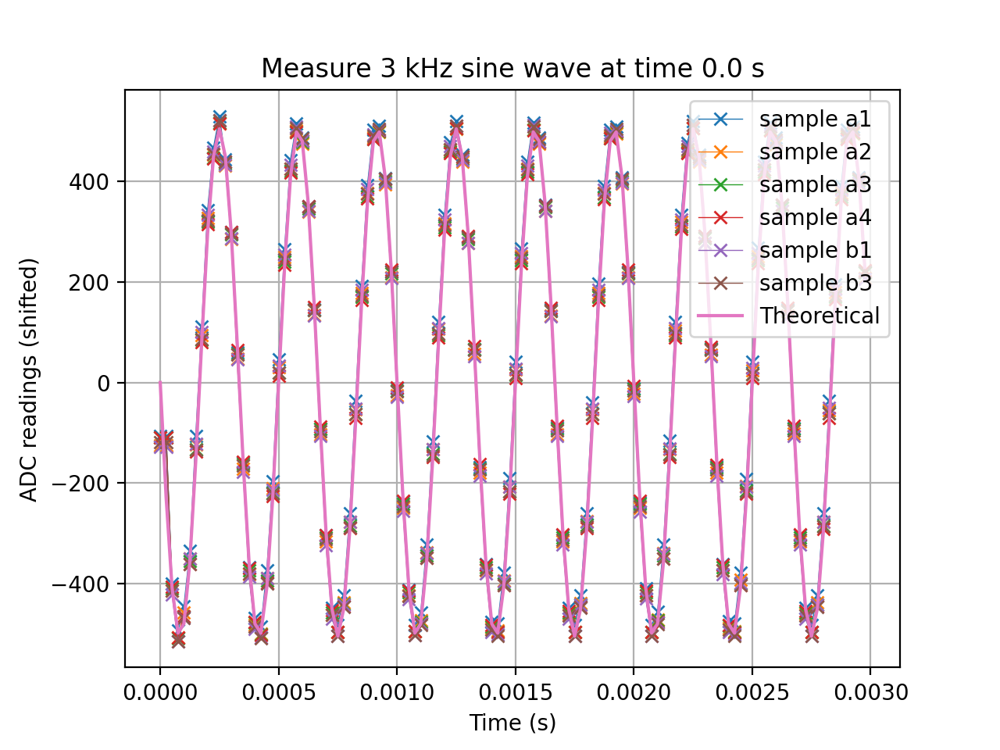 Measure 3 kHz sine wave at time 0.0 s
sample a1
sample a2
sample a3
sample a4
sample b1
sample b3
Theoretical
ADC readings (shifted)
400
200
0
−200
−400
0.0000 0.0005 0.0010 0.0015 0.0020 0.0025 0.0030
Time (s)